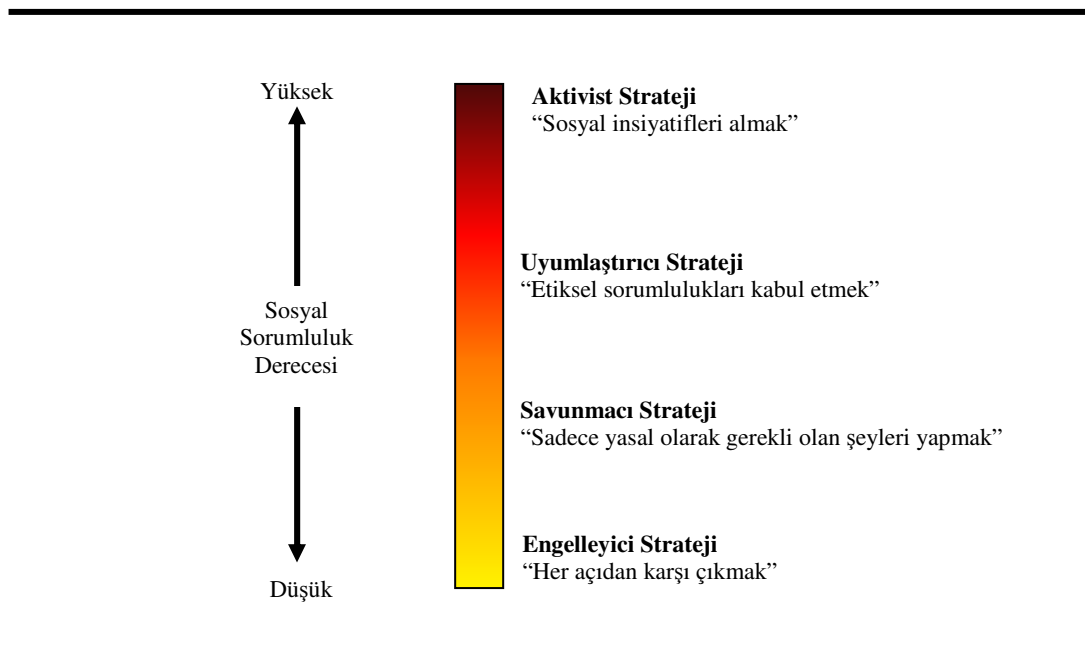 Yüksek
Aktivist Strateji
“Sosyal insiyatifleri almak”
Uyumlaştırıcı Strateji
“Etiksel sorumlulukları kabul etmek”
Sosyal
Sorumluluk
Derecesi
Savunmacı Strateji
“Sadece yasal olarak gerekli olan şeyleri yapmak”
Engelleyici Strateji
“Her açıdan karşı çıkmak”
Düşük